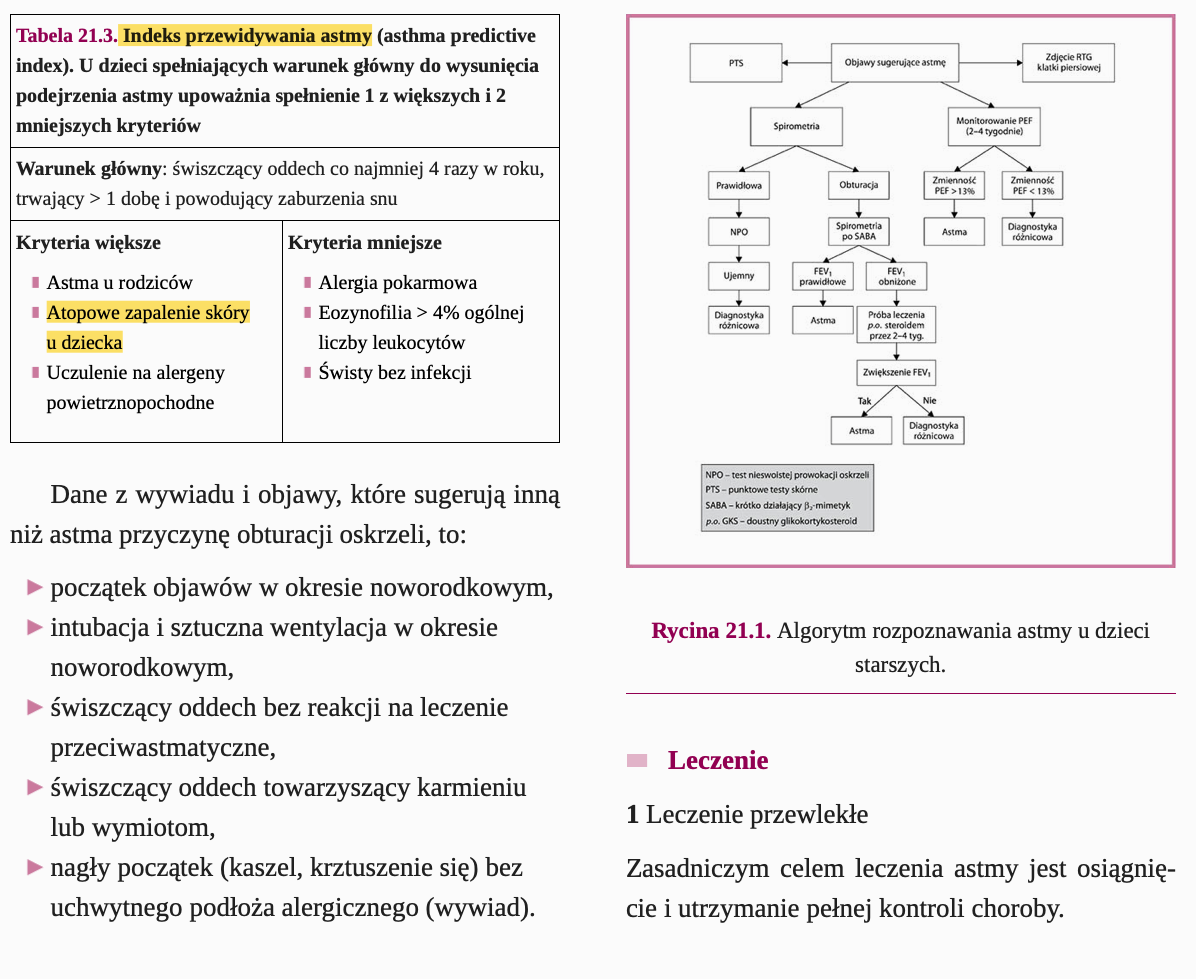 Tabela 21.3. Indeks przewidywania astmy (asthma predictive
index). U dzieci spełniających warunek główny do wysunięcia
podejrzenia astmy upoważnia spełnienie 1 z większych i 2
mniejszych kryteriów
Warunek główny: świszczący oddech co najmniej 4 razy w roku,
trwający > 1 dobę i powodujący zaburzenia snu
Kryteria większe
Astma u rodziców
Atopowe zapalenie skóry
u dziecka
Uczulenie na alergeny
powietrznopochodne
Kryteria mniejsze
Alergia pokarmowa
Eozynofilia > 4% ogólnej
liczby leukocytów
Świsty bez infekcji
Dane z wywiadu i objawy, które sugerują inną
niż astma przyczynę obturacji oskrzeli, to:
początek objawów w okresie noworodkowym,
intubacja i sztuczna wentylacja w okresie
noworodkowym,
świszczący oddech bez reakcji na leczenie
przeciwastmatyczne,
świszczący oddech towarzyszący karmieniu
lub wymiotom,
nagły początek (kaszel, krztuszenie się) bez
uchwytnego podłoża alergicznego (wywiad).
PTS
Objawy sugerujące astmę
Zdjęcie RTG
klatki piersiowej
Spirometria
Monitorowanie PEF
(2–4 tygodnie)
Prawidłowa
Obturacja
Zmienność
PEF >13%
Zmienność
PEF < 13%
NPO
Spirometria
po SABA
Astma
Diagnostyka
różnicowa
Ujemny
FEV₁
prawidłowe
FEV₁
obniżone
Diagnostyka
różnicowa
Astma
Próba leczenia
p.o. steroidem
przez 2–4 tyg.
Zwiększenie FEV₁
Tak
Nie
Astma
Diagnostyka
różnicowa
NPO – test nieswoistej prowokacji oskrzeli
PTS – punktowe testy skórne
SABA – krótko działający β₂-mimetyk
p.o. GKS – doustny glikokortykosteroid
Rycina 21.1. Algorytm rozpoznawania astmy u dzieci
starszych.
Leczenie
1 Leczenie przewlekłe
Zasadniczym celem leczenia astmy jest osiągnię-
cie i utrzymanie pełnej kontroli choroby.